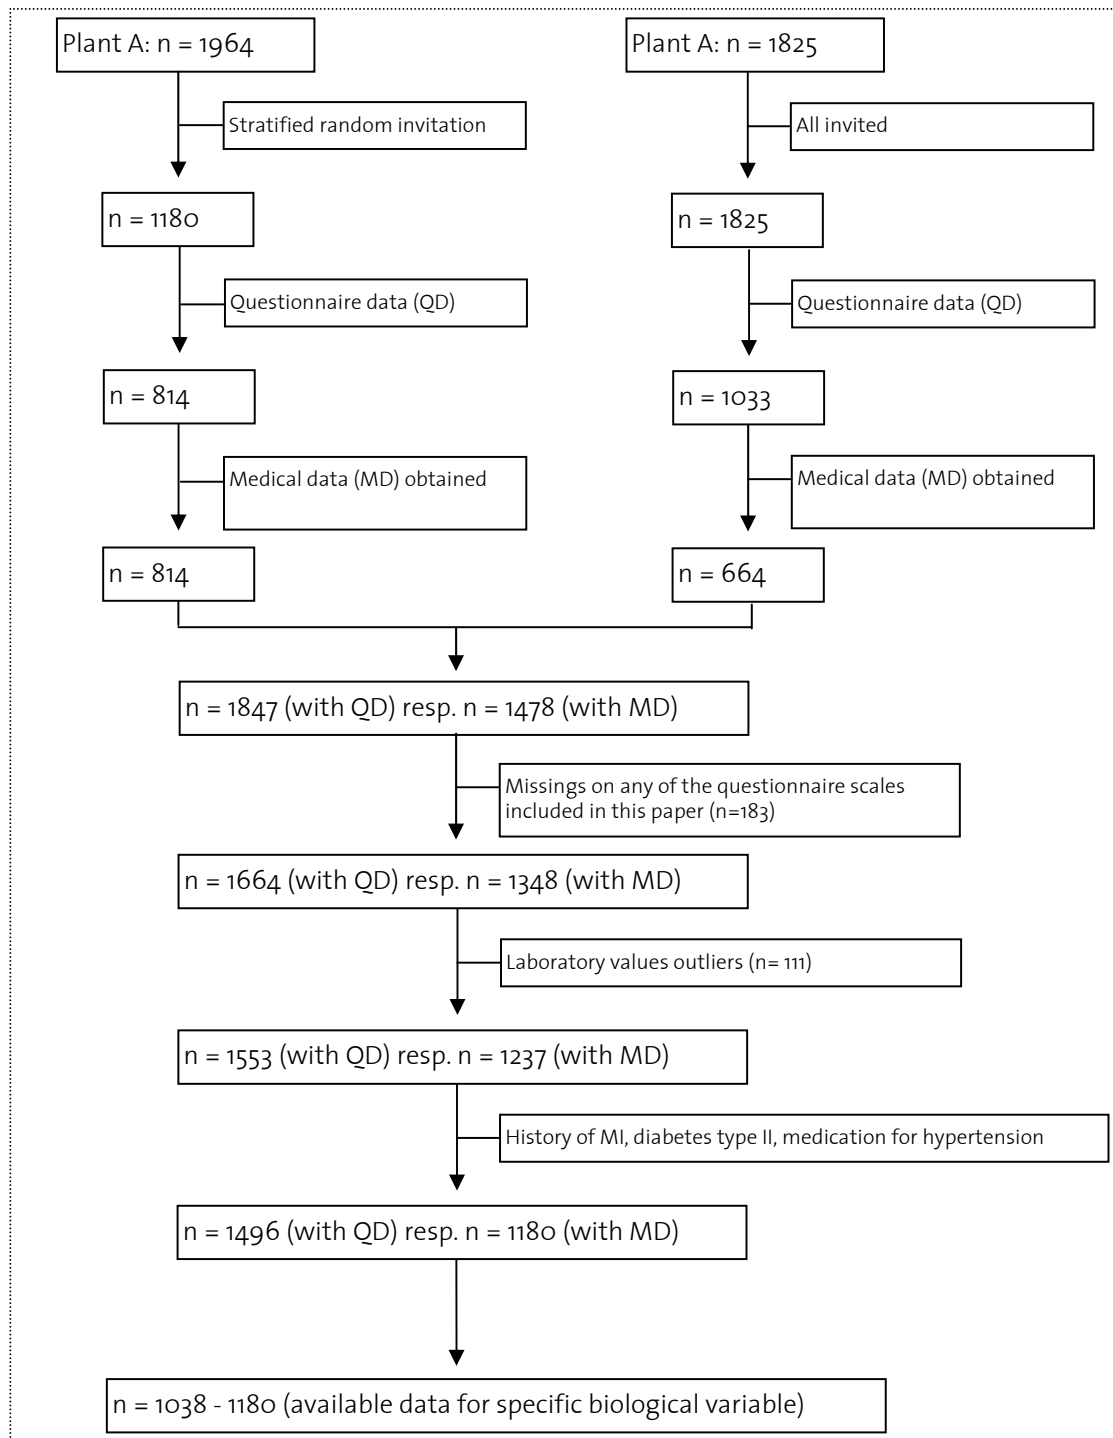 Plant A: n = 1964
Plant A: n = 1825
Stratified random invitation
All invited
n = 1180
n = 1825
Questionnaire data (QD)
Questionnaire data (QD)
n = 814
n = 1033
Medical data (MD) obtained
Medical data (MD) obtained
n = 814
n = 664
n = 1847 (with QD) resp. n = 1478 (with MD)
Missings on any of the questionnaire scales
included in this paper (n=183)
n = 1664 (with QD) resp. n = 1348 (with MD)
Laboratory values outliers (n= 111)
n = 1553 (with QD) resp. n = 1237 (with MD)
History of MI, diabetes type II, medication for hypertension
n = 1496 (with QD) resp. n = 1180 (with MD)
n = 1038 - 1180 (available data for specific biological variable)